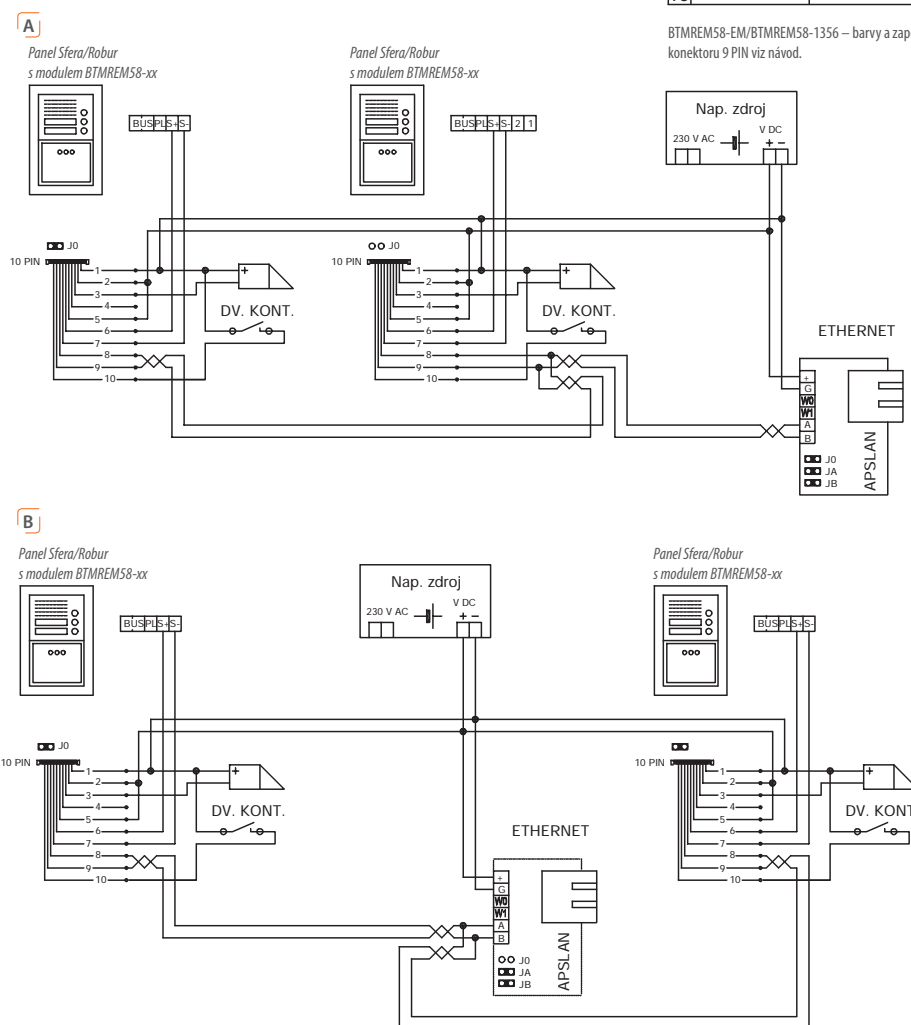 BTMREM58-EM/BTMREM58-1356 – barvy a zap
konektoru 9 PIN viz návod.
A
Panel Sfera/Robur
s modulem BTMREM58-xx
BUS PL S+ S-
J0
10 PIN
1
2
3
4
5
6
7
8
9
10
+
DV. KONT.
Panel Sfera/Robur
s modulem BTMREM58-xx
BUS PL S+ S- 2 1
J0
10 PIN
1
2
3
4
5
6
7
8
9
10
+
DV. KONT.
Nap. zdroj
230 V AC
V DC
+ −
ETHERNET
+
G
W0
W1
A
B
J0
JA
JB
APSLAN
B
Panel Sfera/Robur
s modulem BTMREM58-xx
BUS PL S+ S-
J0
10 PIN
1
2
3
4
5
6
7
8
9
10
+
DV. KONT.
Nap. zdroj
230 V AC
V DC
+ −
ETHERNET
+
G
W0
W1
A
B
J0
JA
JB
APSLAN
Panel Sfera/Robur
s modulem BTMREM58-xx
BUS PL S+ S-
10 PIN
1
2
3
4
5
6
7
8
9
10
+
DV. KONT